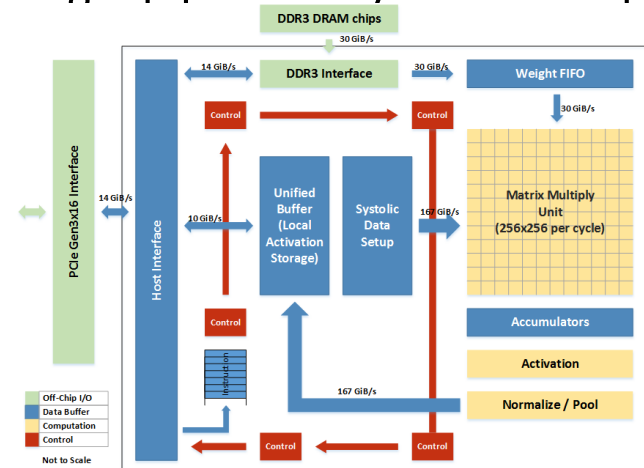 DDR3 DRAM chips
30 GiB/s
14 GiB/s
DDR3 Interface
30 GiB/s
Weight FIFO
30 GiB/s
Control
Control
PCIe Gen3x16 Interface
14 GiB/s
Host Interface
10 GiB/s
Unified
Buffer
(Local
Activation
Storage)
Systolic
Data
Setup
167 GiB/s
Matrix Multiply
Unit
(256x256 per cycle)
Control
Accumulators
Instruction
Activation
167 GiB/s
Normalize / Pool
Off-Chip I/O
Data Buffer
Computation
Control
Not to Scale
Control
Control